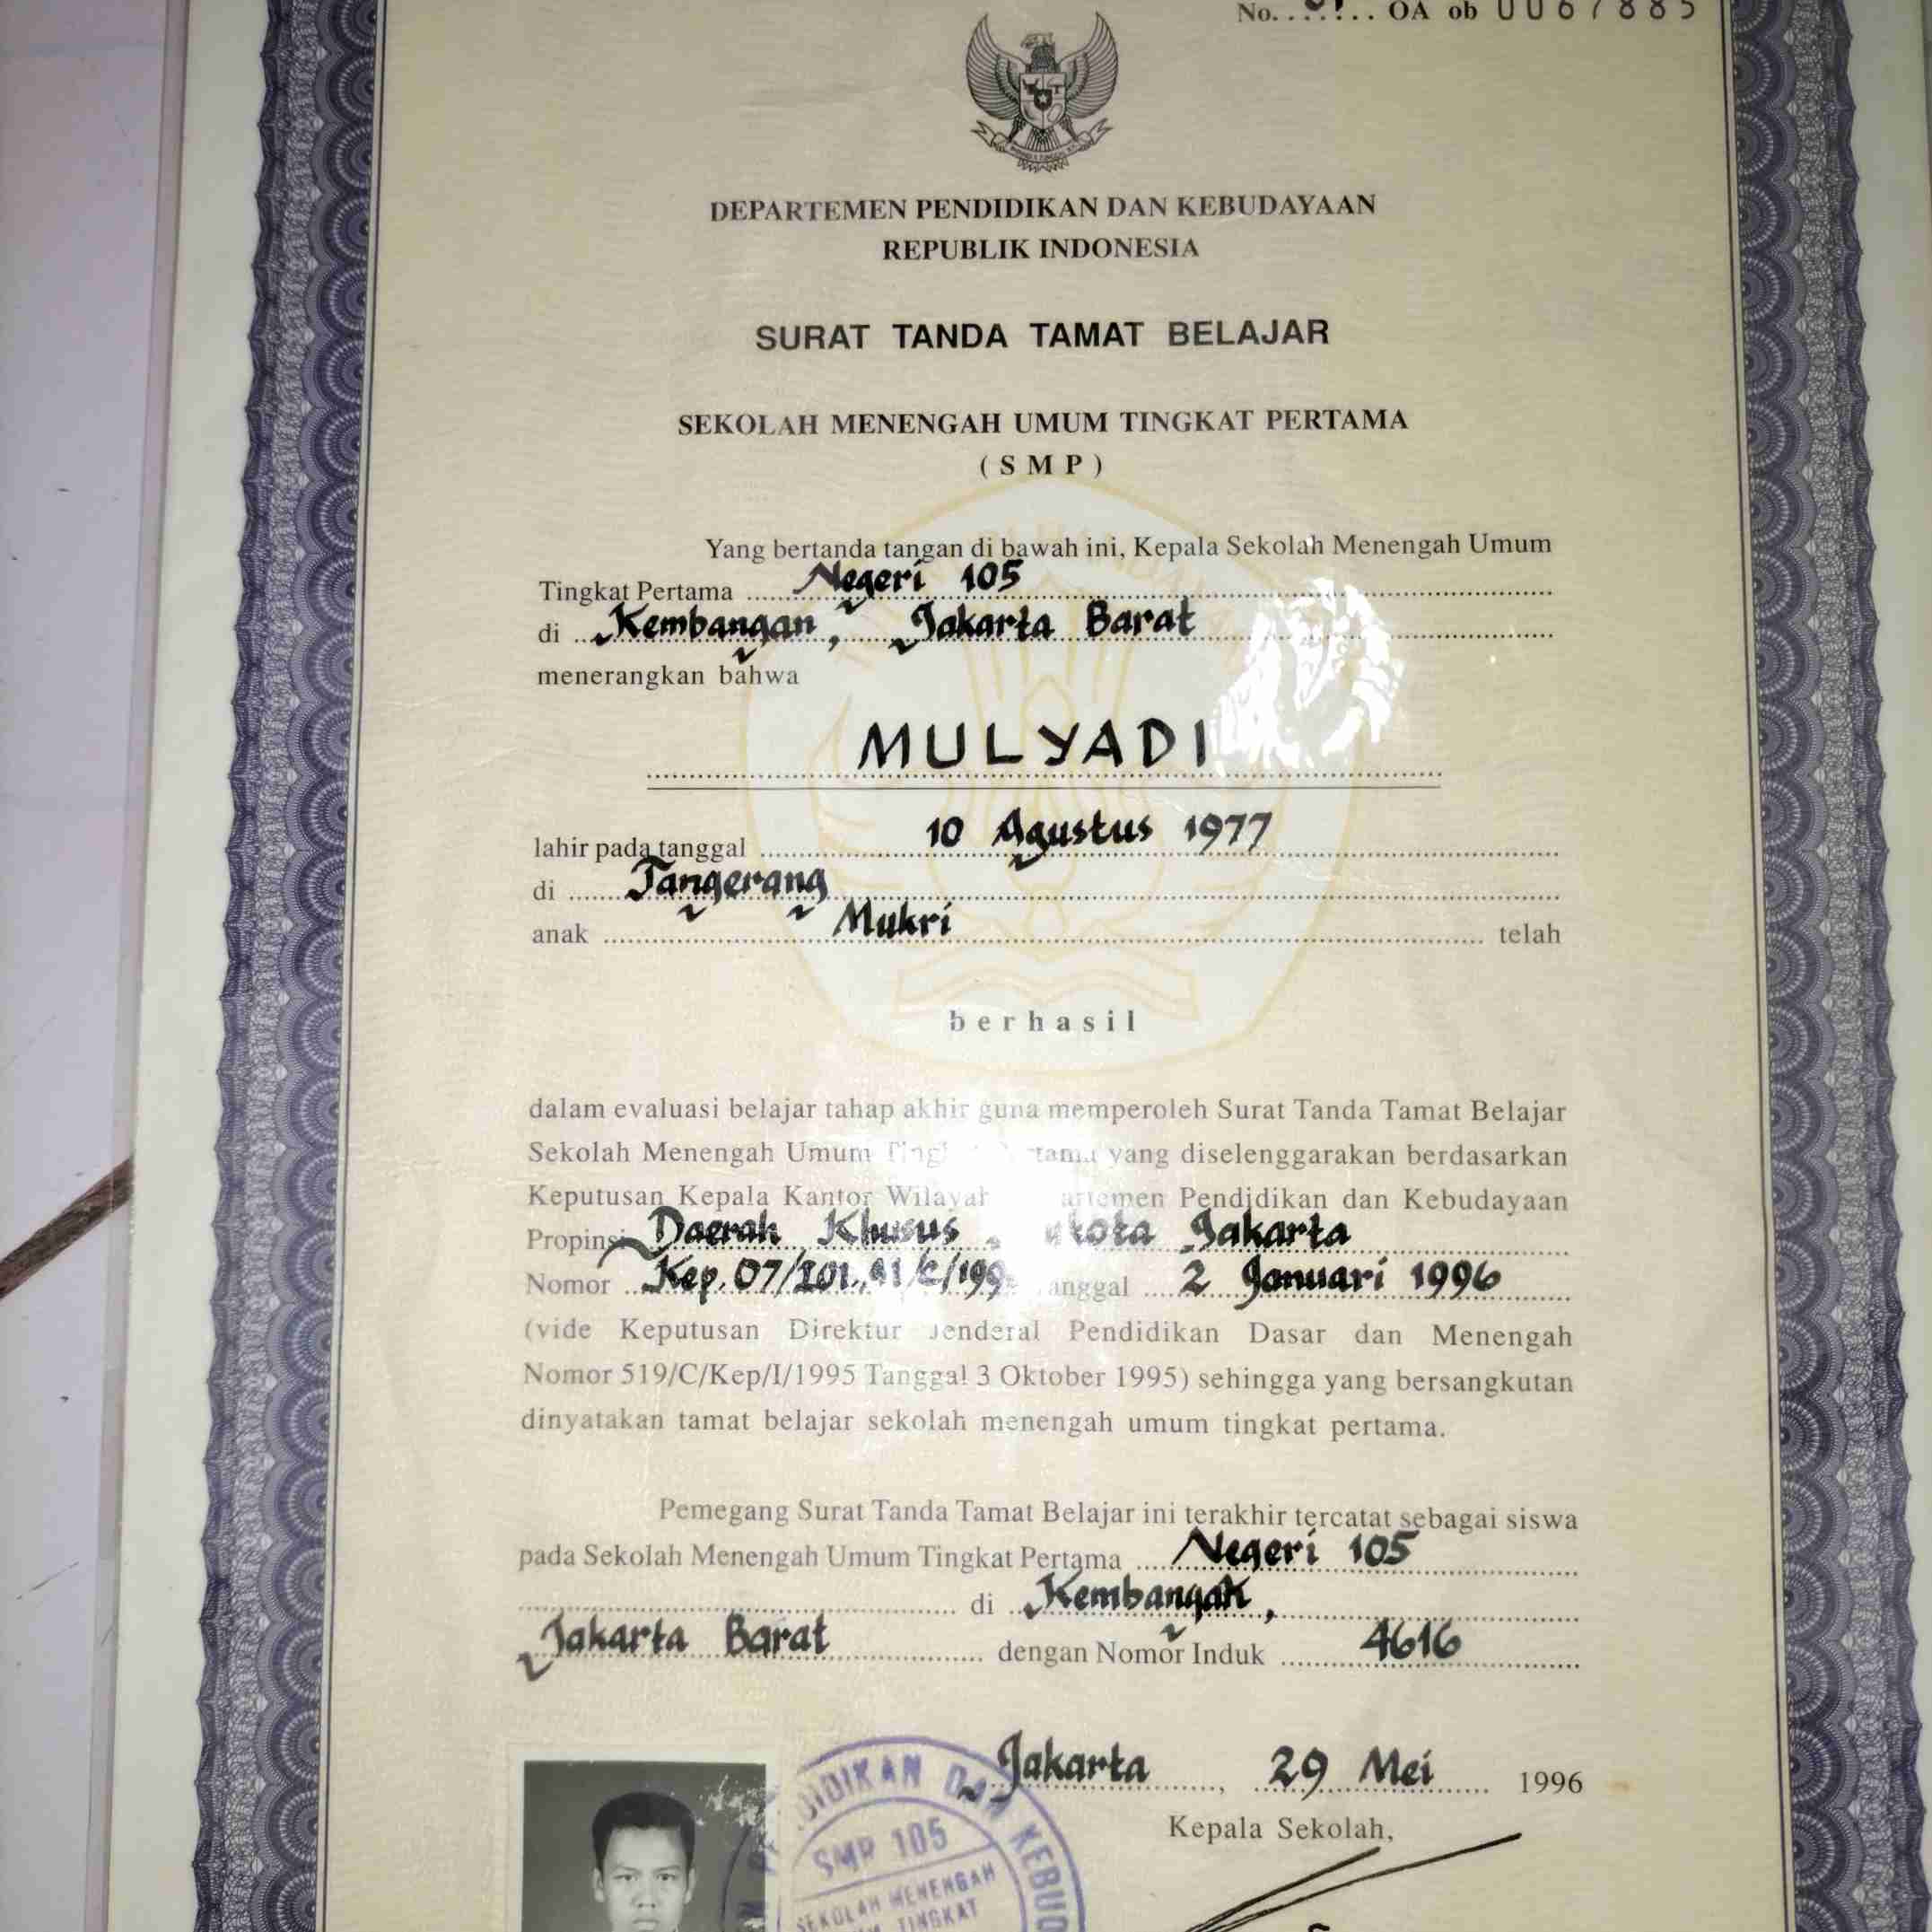 No. OA ob 0067885
DEPARTEMEN PENDIDIKAN DAN KEBUDAYAAN
REPUBLIK INDONESIA
SURAT TANDA TAMAT BELAJAR
SEKOLAH MENENGAH UMUM TINGKAT PERTAMA
( S M P )
Yang bertanda tangan di bawah ini, Kepala Sekolah Menengah Umum
Tingkat Pertama Negeri 105
di Kembangan, Jakarta Barat
menerangkan bahwa
MULYADI
lahir pada tanggal 10 Agustus 1977
di Tangerang
anak Mukri telah
berhasil
dalam evaluasi belajar tahap akhir guna memperoleh Surat Tanda Tamat Belajar
Sekolah Menengah Umum yang diselenggarakan berdasarkan
Keputusan Kepala Kantor Wilayah Pendidikan dan Kebudayaan
Propinsi Daerah Khusus Jakarta
Nomor 2 Januari 1996
(vide Keputusan Direktur Jenderal Pendidikan Dasar dan Menengah
Nomor 519/C/Kep/I/1995 Tanggal 3 Oktober 1995) sehingga yang bersangkutan
dinyatakan tamat belajar sekolah menengah umum tingkat pertama.
Pemegang Surat Tanda Tamat Belajar ini terakhir tercatat sebagai siswa
pada Sekolah Menengah Umum Tingkat Pertama Negeri 105
di Kembangan,
Jakarta Barat dengan Nomor Induk 4616
Jakarta, 29 Mei 1996
Kepala Sekolah,
SMP 105
SEKOLAH MENENGAH
TINGKAT